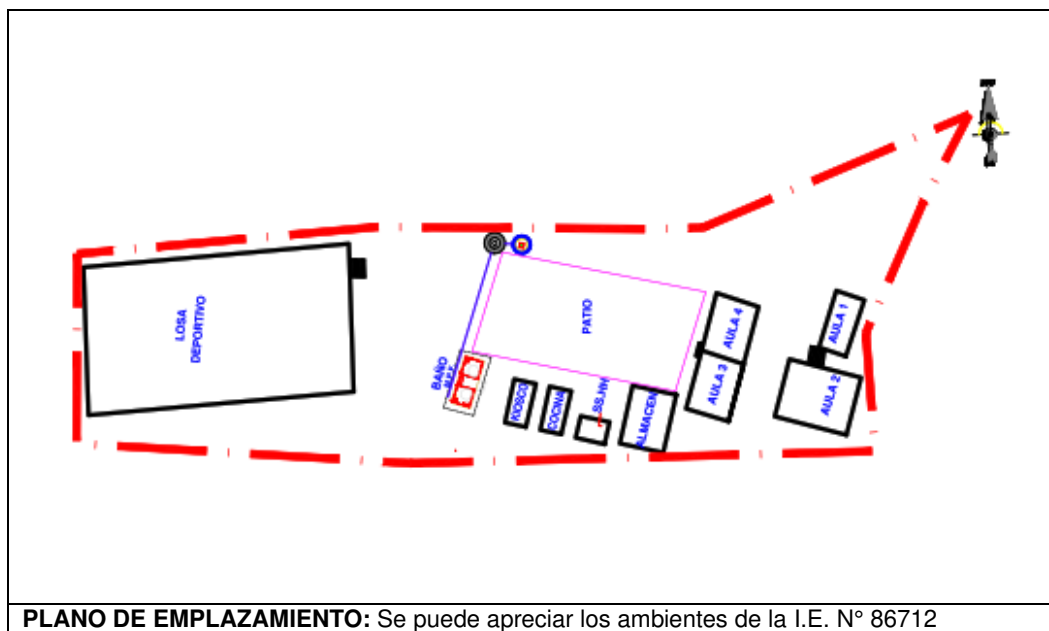 LOSA
DEPORTIVO
PATIO
BAÑO
KIOSCO
COCINA
SS.HH
ALMACEN
AULA 3
AULA 4
AULA 2
AULA 1
PLANO DE EMPLAZAMIENTO: Se puede apreciar los ambientes de la I.E. N° 86712